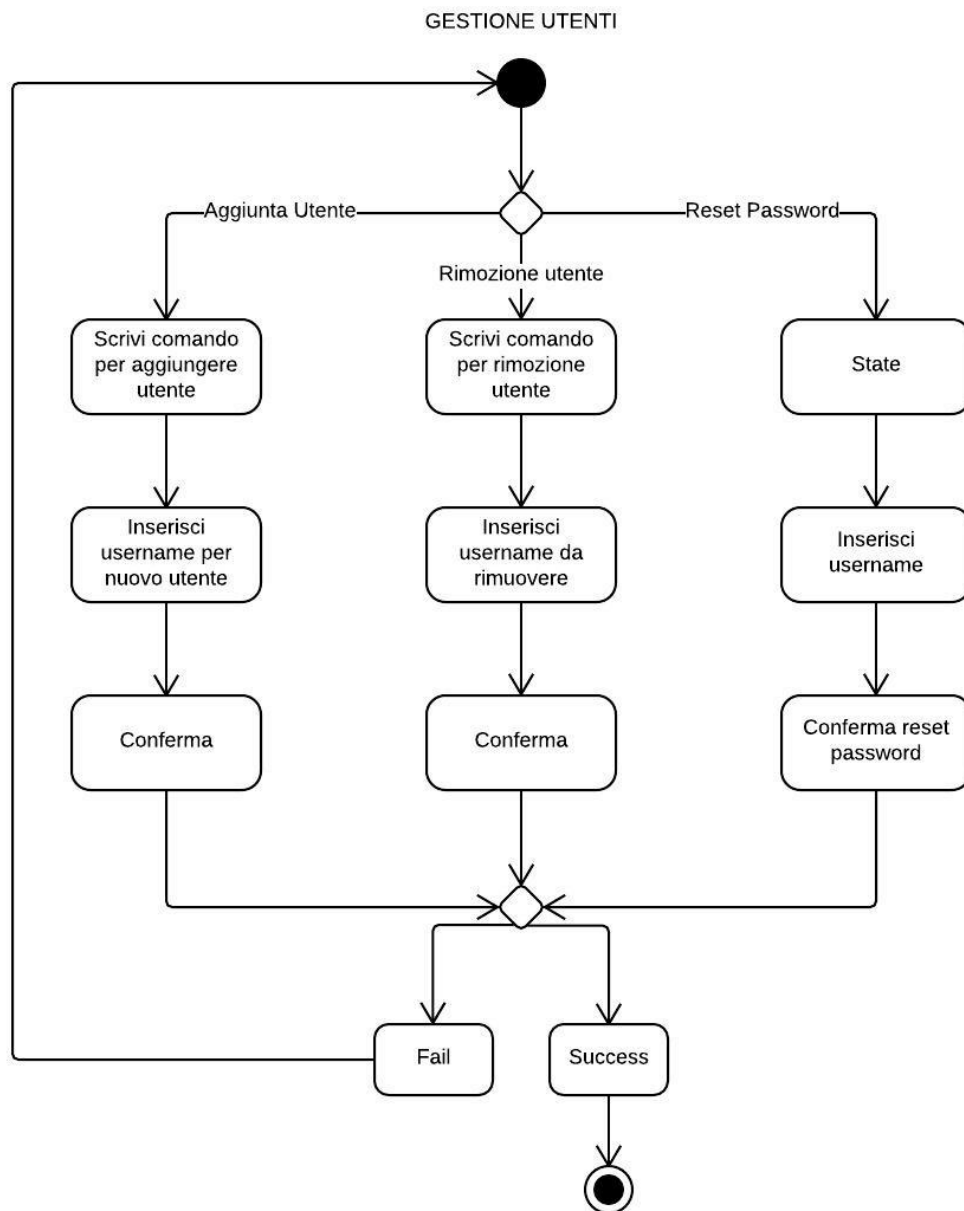 GESTIONE UTENTI
Aggiunta Utente
Reset Password
Rimozione utente
Scrivi comando
per aggiungere
utente
Scrivi comando
per rimozione
utente
State
Inserisci
username per
nuovo utente
Inserisci
username da
rimuovere
Inserisci
username
Conferma
Conferma
Conferma reset
password
Fail
Success